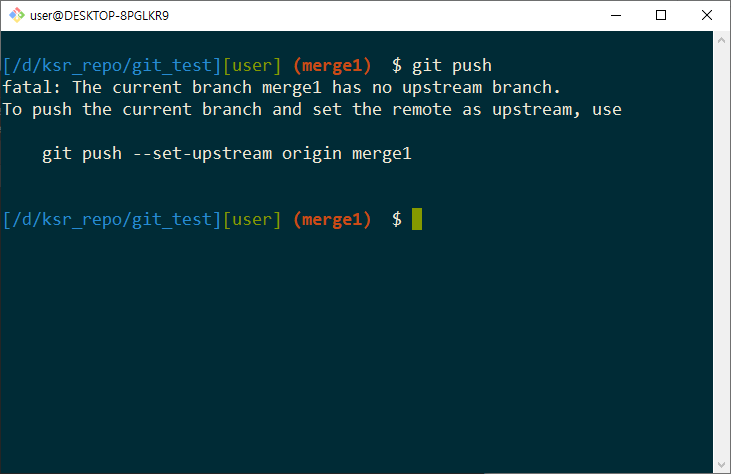 user@DESKTOP-8PGLKR9
[/d/ksr_repo/git_test][user] (merge1)  $ git push
fatal: The current branch merge1 has no upstream branch.
To push the current branch and set the remote as upstream, use
    git push --set-upstream origin merge1
[/d/ksr_repo/git_test][user] (merge1)  $